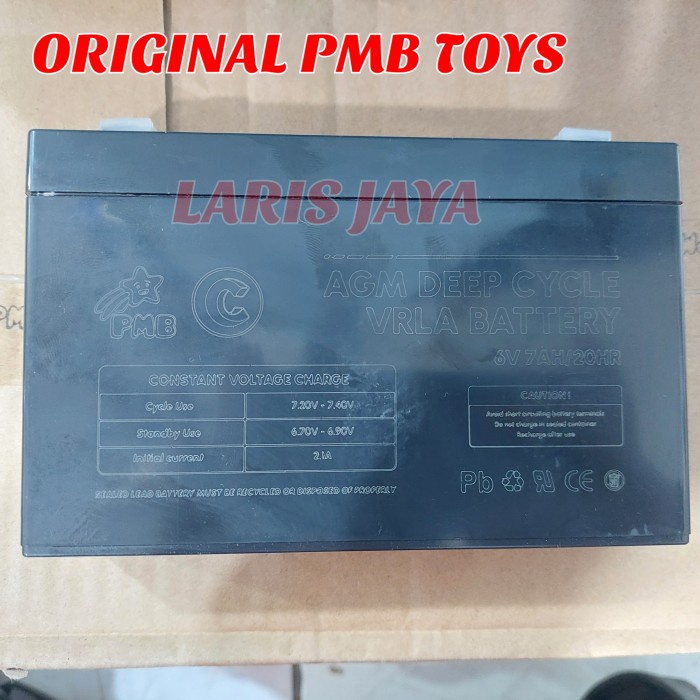 ORIGINAL PMB TOYS
LARIS JAYA
AGM DEEP CYCLE
VRLA BATTERY
6V 7AH/20HR
PMB
C
CONSTANT VOLTAGE CHARGE
Cycle Use 7.20V - 7.40V
Standby Use 6.70V - 6.90V
Initial current 2.1A
CAUTION!
Avoid short circuiting battery terminals
Do not charge in sealed container
Recharge after use
SEALED LEAD BATTERY MUST BE RECYCLED OR DISPOSED OF PROPERLY
Pb CE